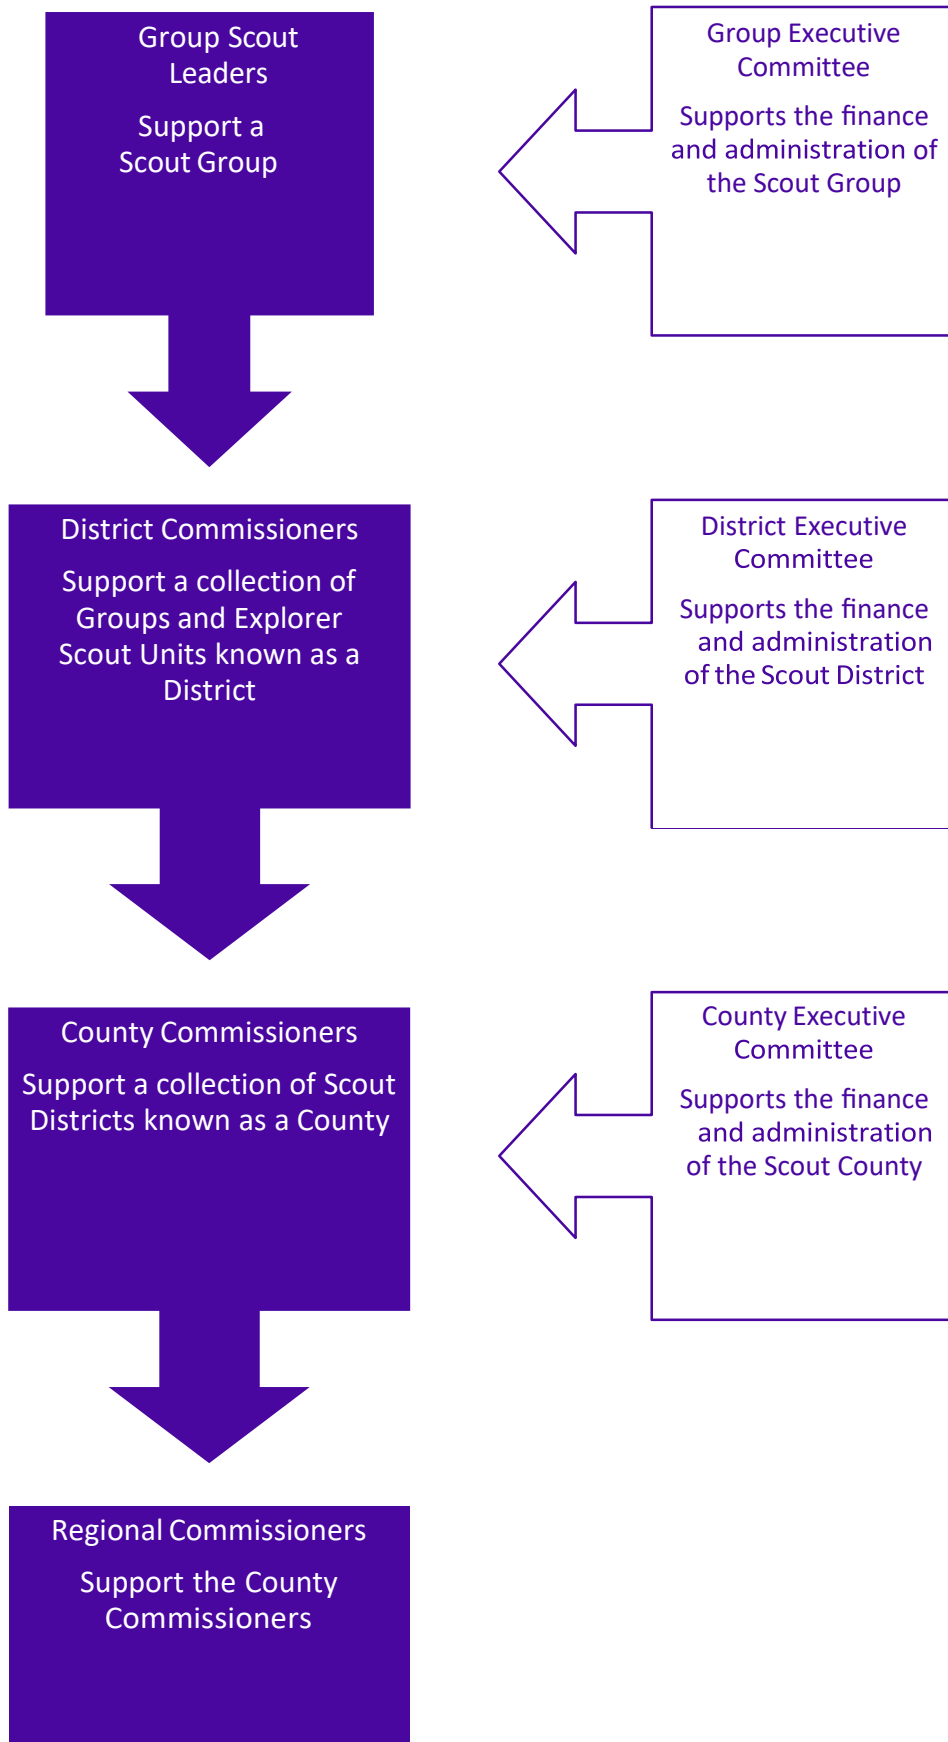 Group Scout
Leaders
Support a
Scout Group
Group Executive
Committee
Supports the finance
and administration of
the Scout Group
District Commissioners
Support a collection of
Groups and Explorer
Scout Units known as a
District
District Executive
Committee
Supports the finance
and administration
of the Scout District
County Commissioners
Support a collection of Scout
Districts known as a County
County Executive
Committee
Supports the finance
and administration
of the Scout County
Regional Commissioners
Support the County
Commissioners